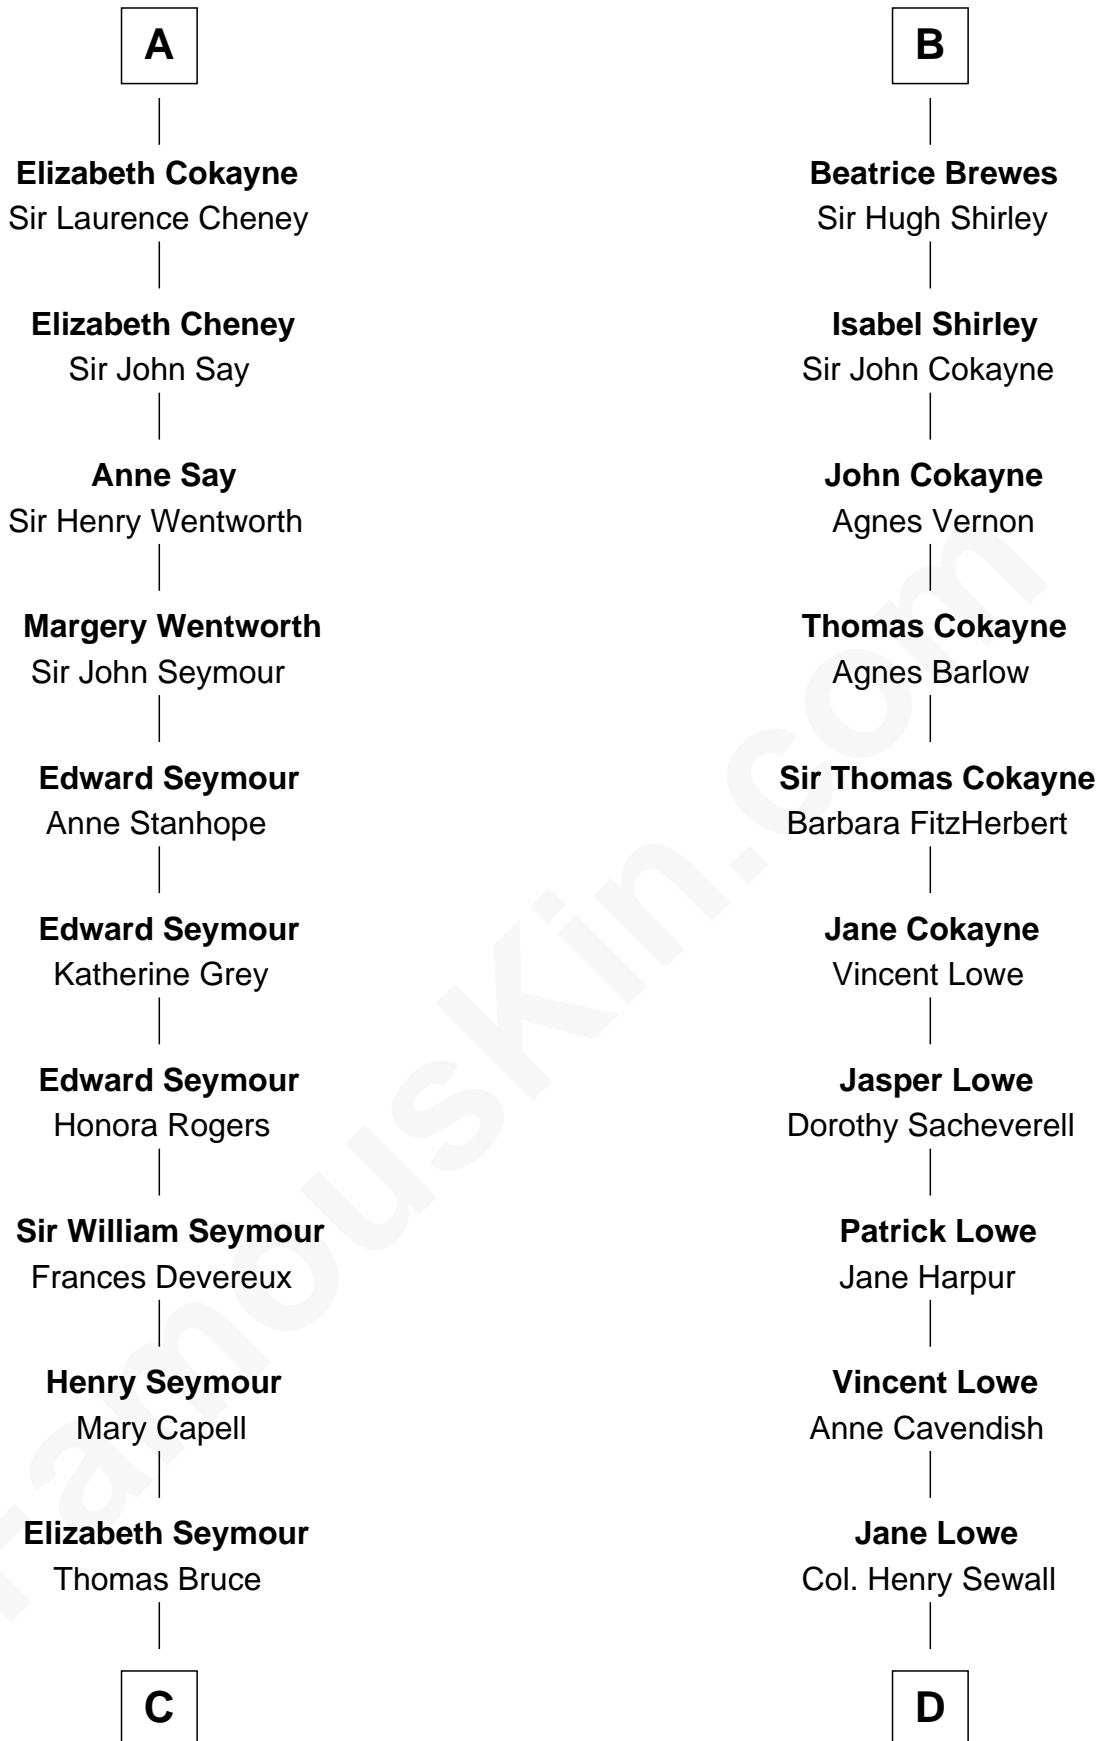 A
Elizabeth Cokayne
Sir Laurence Cheney
Elizabeth Cheney
Sir John Say
Anne Say
Sir Henry Wentworth
Margery Wentworth
Sir John Seymour
Edward Seymour
Anne Stanhope
Edward Seymour
Katherine Grey
Edward Seymour
Honora Rogers
Sir William Seymour
Frances Devereux
Henry Seymour
Mary Capell
Elizabeth Seymour
Thomas Bruce
C
B
Beatrice Brewes
Sir Hugh Shirley
Isabel Shirley
Sir John Cokayne
John Cokayne
Agnes Vernon
Thomas Cokayne
Agnes Barlow
Sir Thomas Cokayne
Barbara FitzHerbert
Jane Cokayne
Vincent Lowe
Jasper Lowe
Dorothy Sacheverell
Patrick Lowe
Jane Harpur
Vincent Lowe
Anne Cavendish
Jane Lowe
Col. Henry Sewall
D
FamousKin.com